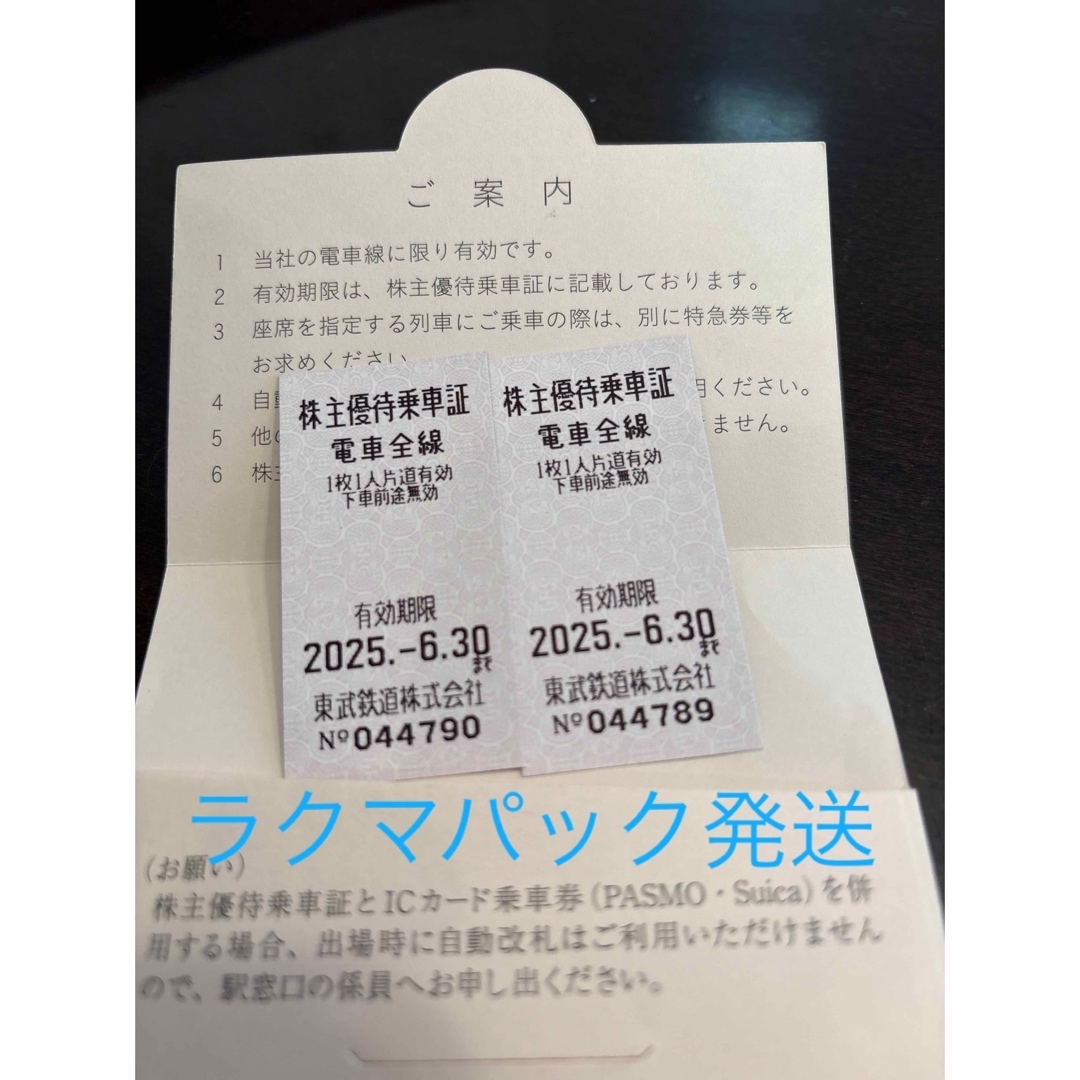 ご案内
1 当社の電車線に限り有効です。
2 有効期限は、株主優待乗車証に記載しております。
3 座席を指定する列車にご乗車の際は、別に特急券等を
お求めください。
4 自動
用ください。
5 他の
けません。
6 株主
株主優待乗車証
電車全線
1枚1人片道有効
下車前途無効
有効期限
2025.-6.30まで
東武鉄道株式会社
Nº044790
株主優待乗車証
電車全線
1枚1人片道有効
下車前途無効
有効期限
2025.-6.30まで
東武鉄道株式会社
Nº044789
ラクマパック発送
(お願い)
株主優待乗車証とICカード乗車券(PASMO・Suica)を併
用する場合、出場時に自動改札はご利用いただけません
ので、駅窓口の係員へお申し出ください。